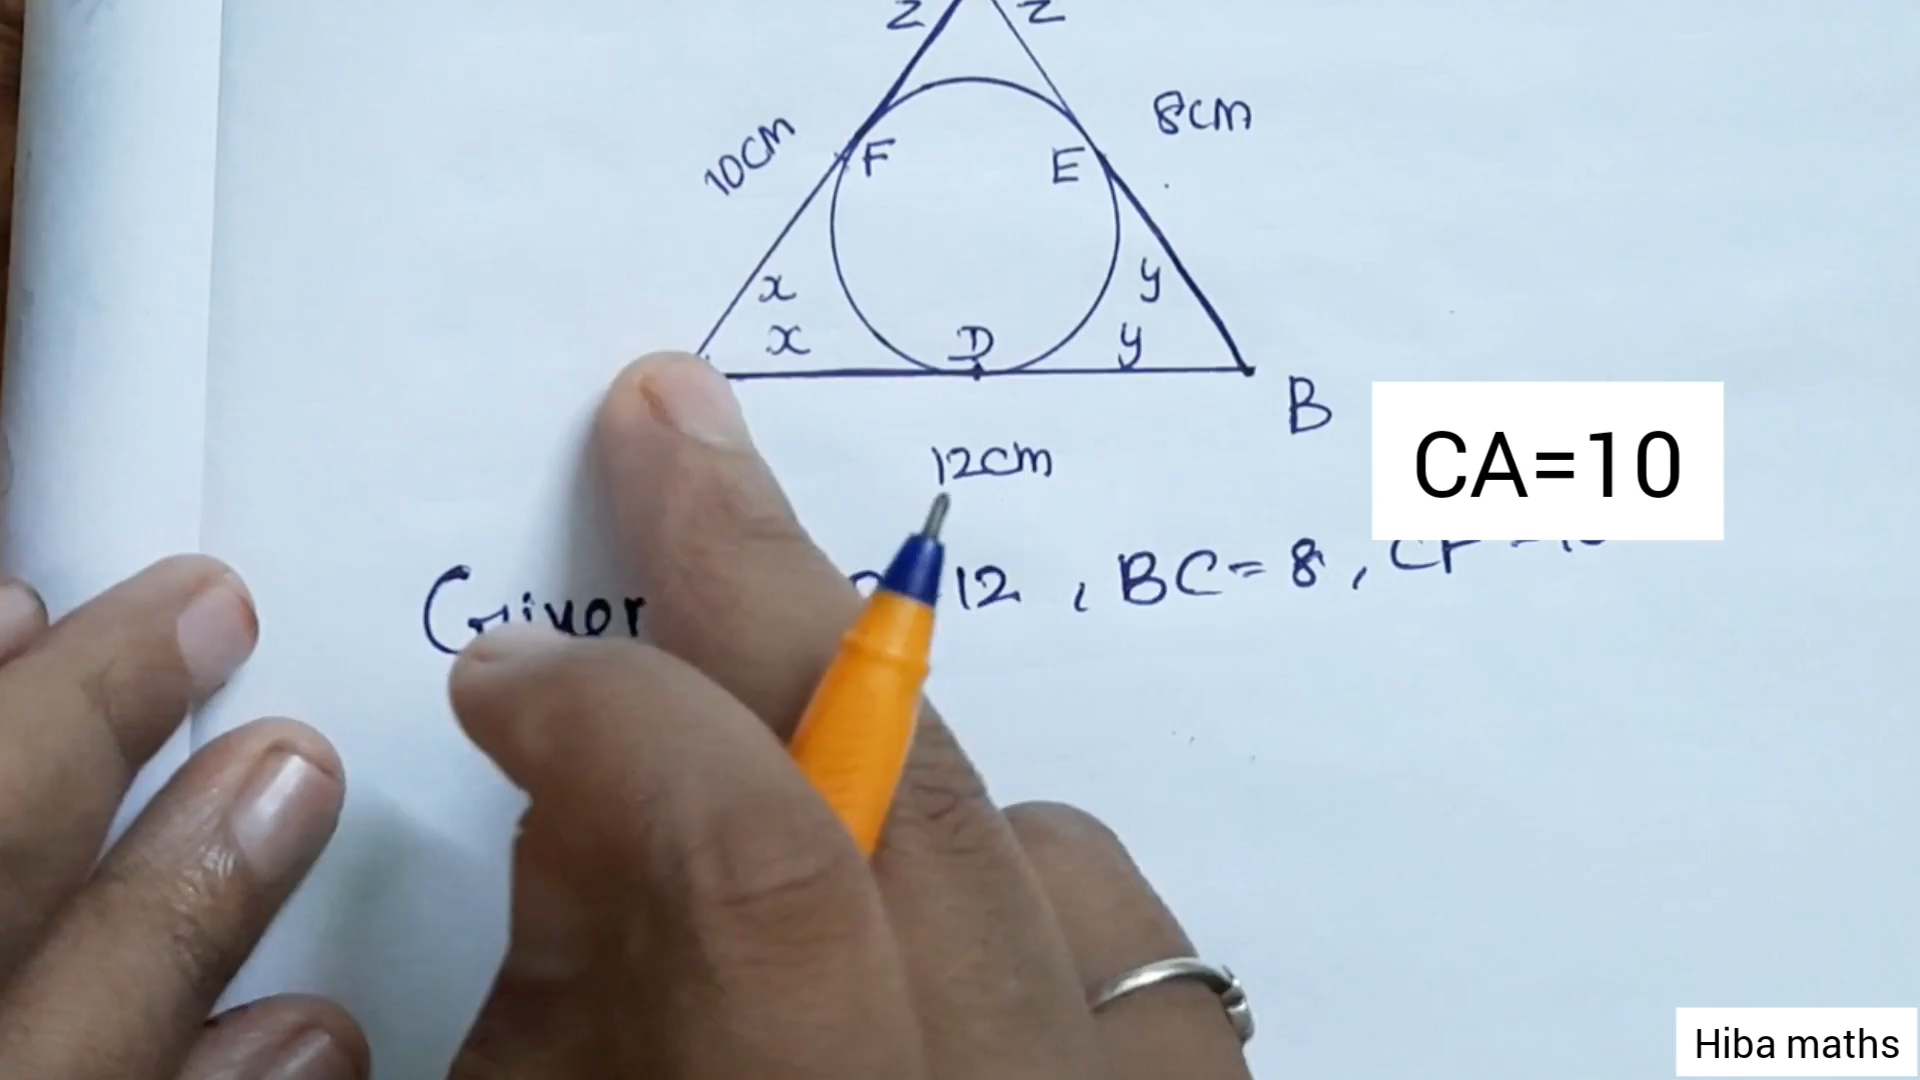 z z
10cm F E 8cm
x y
x D y
B
12cm
CA=10
12 , BC = 8 ,
Hiba maths